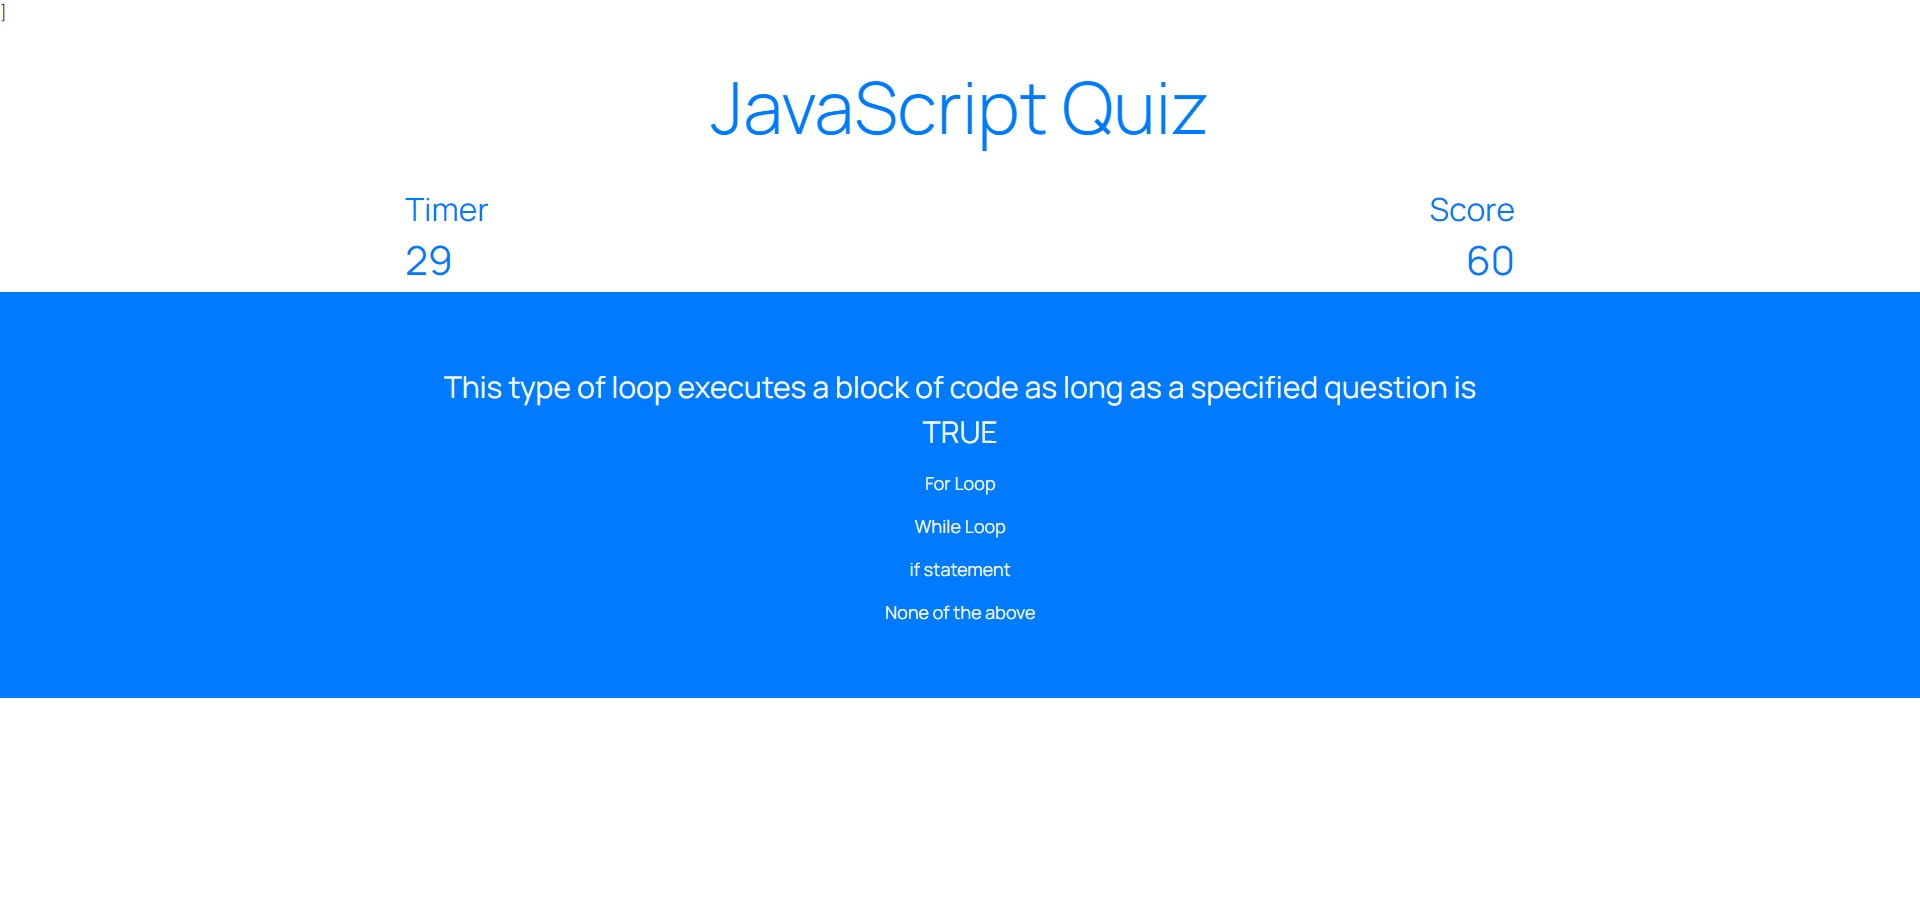 ]
JavaScript Quiz
Timer
Score
29
60
This type of loop executes a block of code as long as a specified question is
TRUE
For Loop
While Loop
if statement
None of the above